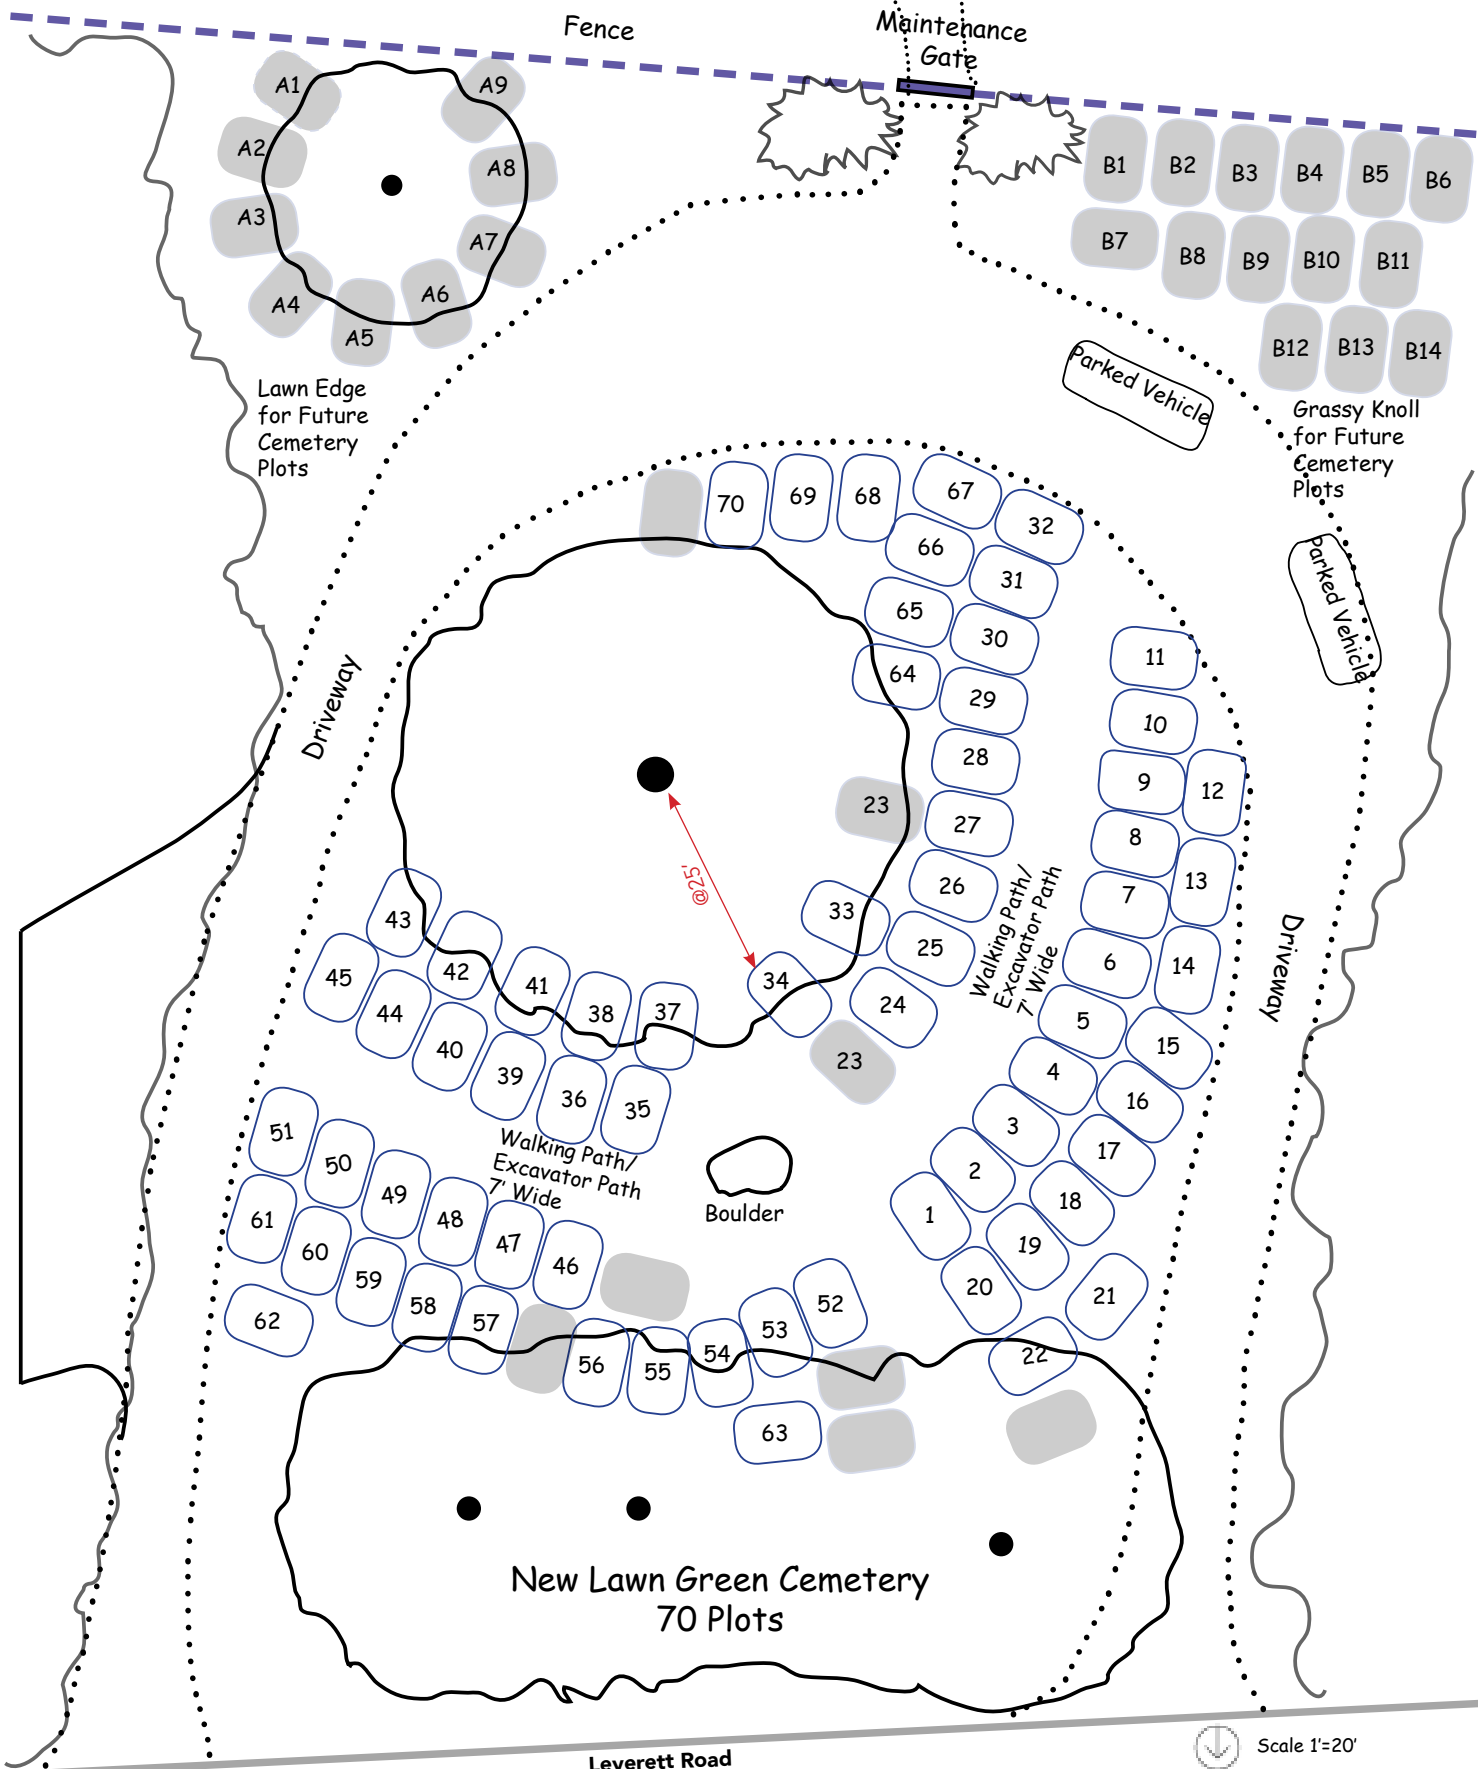 Fence
Maintenance
Gate
A1
A9
A2
A8
A3
A7
A4
A6
A5
B1
B2
B3
B4
B5
B6
B7
B8
B9
B10
B11
B12
B13
B14
Lawn Edge
for Future
Cemetery
Plots
Parked Vehicle
Grassy Knoll
for Future
Cemetery
Plots
Parked Vehicle
70
69
68
67
32
66
31
65
30
64
29
28
23
27
26
33
25
34
24
23
11
10
9
12
8
13
7
6
14
5
15
4
16
3
17
2
18
1
19
20
21
22
Driveway
@25'
Walking Path/
Excavator Path
7' Wide
Driveway
43
42
41
38
37
45
44
40
39
36
35
Walking Path/
Excavator Path
7' Wide
Boulder
51
50
49
48
47
46
61
60
59
58
57
62
56
55
54
53
52
63
New Lawn Green Cemetery
70 Plots
Leverett Road
Scale 1'=20'